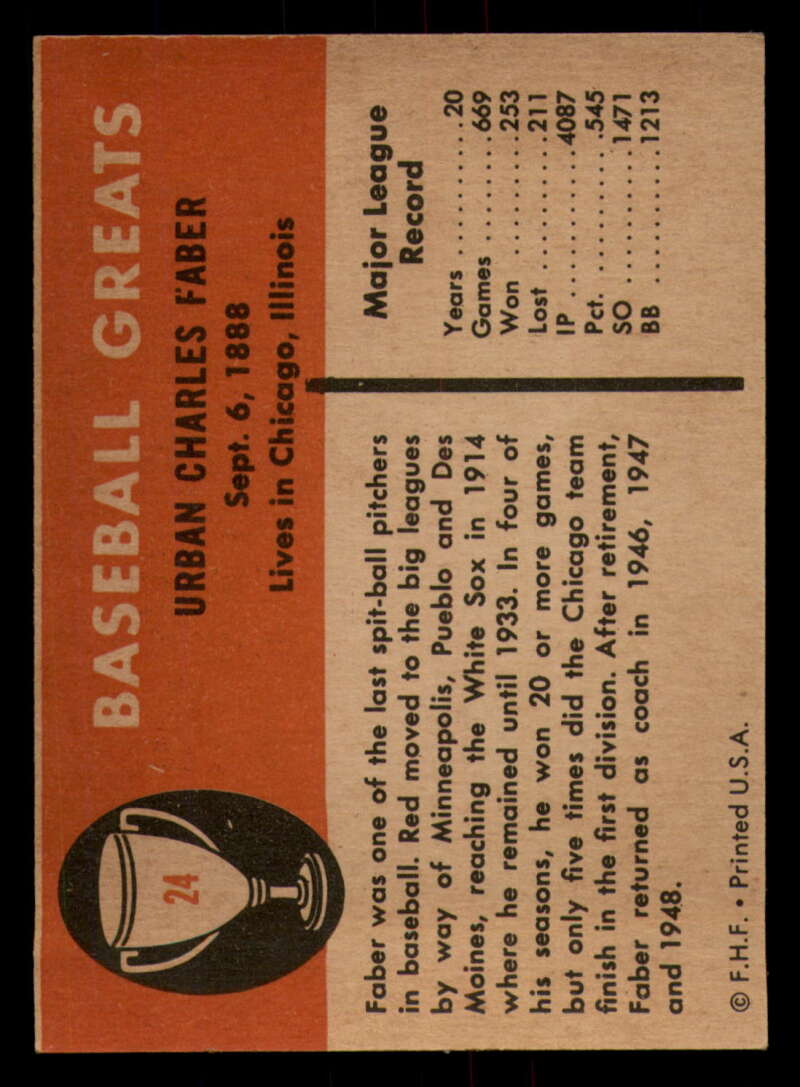 24
BASEBALL GREATS
URBAN CHARLES FABER
Sept. 6, 1888
Lives in Chicago, Illinois
Faber was one of the last spit-ball pitchers
in baseball. Red moved to the big leagues
by way of Minneapolis, Pueblo and Des
Moines, reaching the White Sox in 1914
where he remained until 1933. In four of
his seasons, he won 20 or more games,
but only five times did the Chicago team
finish in the first division. After retirement,
Faber returned as coach in 1946, 1947
and 1948.
Major League
Record
Years ..........20
Games ........669
Won ..........253
Lost ..........211
IP ..........4087
Pct. ..........545
SO ..........1471
BB ..........1213
© F.H.F. • Printed U.S.A.